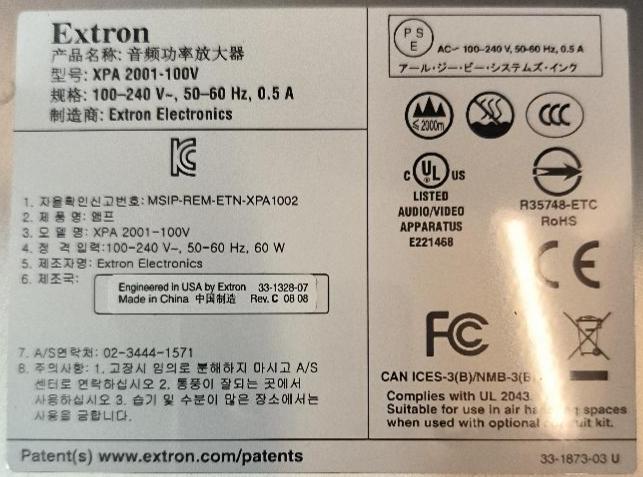 Extron
产品名称: 音频功率放大器
型号: XPA 2001-100V
规格: 100-240 V~, 50-60 Hz, 0.5 A
制造商: Extron Electronics
1. 자율확인신고번호: MSIP-REM-ETN-XPA1002
2. 제 품 명: 앰프
3. 모 델 명: XPA 2001-100V
4. 정 격 입력:100-240 V~, 50-60 Hz, 60 W
5. 제조자명: Extron Electronics
6. 제조국:
Engineered in USA by Extron 33-1328-07
Made in China 中国制造 Rev. C 08 08
7. A/S연락처: 02-3444-1571
8. 주의사항: 1. 고장시 임의로 분해하지 마시고 A/S
센터로 연락하십시오 2. 통풍이 잘되는 곳에서
사용하십시오 3. 습기 및 수분이 많은 장소에서는
사용을 금합니다.
Patent(s) www.extron.com/patents
PS
E
AC~ 100-240 V, 50-60 Hz, 0.5 A
アール・ジー・ビー・システムズ・インク
≤ 2000m
CCC
C UL US
LISTED
AUDIO/VIDEO
APPARATUS
E221468
R35748-ETC
RoHS
CE
FC
CAN ICES-3(B)/NMB-3(B)
Complies with UL 2043.
Suitable for use in air spaces
when used with optional kit.
33-1873-03 U